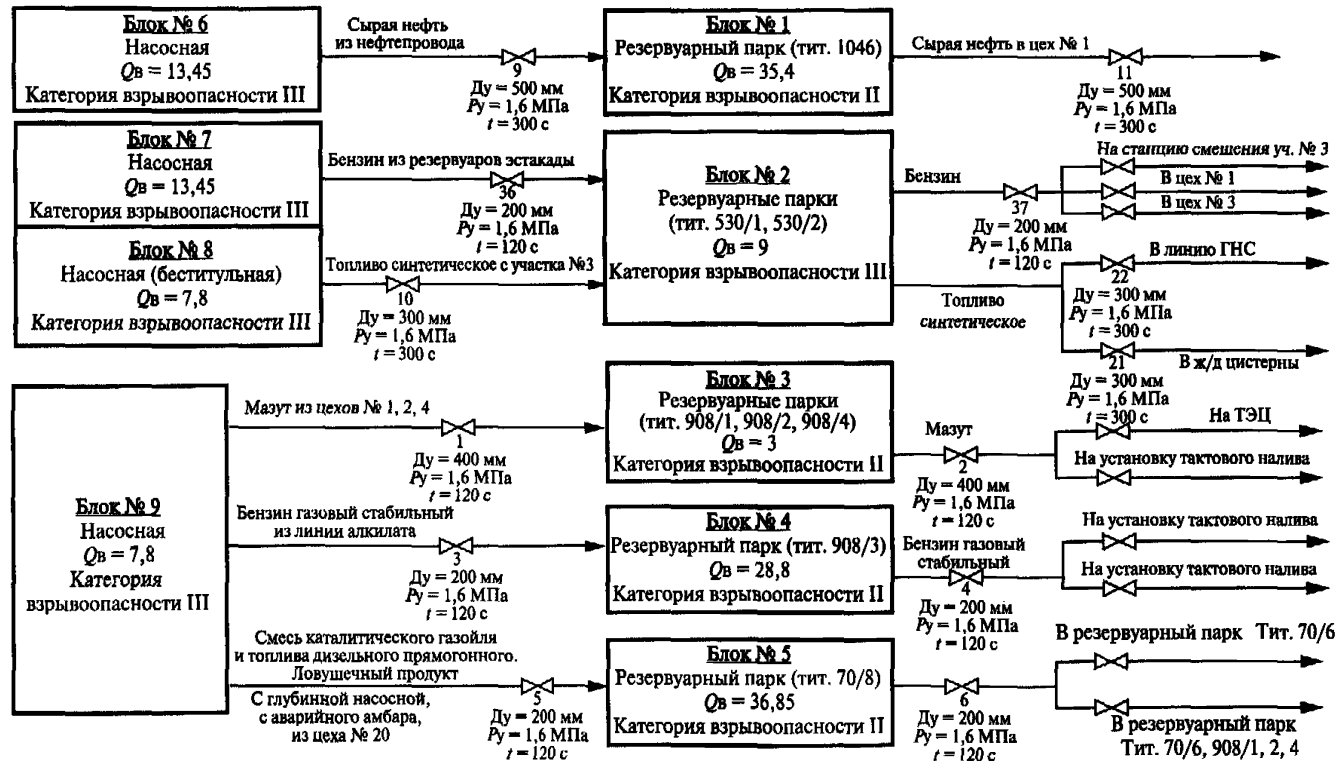 Блок № 6
Насосная
Qв = 13,45
Категория взрывоопасности III
Сырая нефть
из нефтепровода
9
Ду = 500 мм
Ру = 1,6 МПа
t = 300 с
Блок № 1
Резервуарный парк (тит. 1046)
Qв = 35,4
Категория взрывоопасности II
Сырая нефть в цех № 1
11
Ду = 500 мм
Ру = 1,6 МПа
t = 300 с
Блок № 7
Насосная
Qв = 13,45
Категория взрывоопасности III
Бензин из резервуаров эстакады
36
Ду = 200 мм
Ру = 1,6 МПа
t = 120 с
Блок № 8
Насосная (беститульная)
Qв = 7,8
Категория взрывоопасности III
Топливо синтетическое с участка №3
10
Ду = 300 мм
Ру = 1,6 МПа
t = 300 с
Блок № 2
Резервуарные парки
(тит. 530/1, 530/2)
Qв = 9
Категория взрывоопасности III
Бензин
37
Ду = 200 мм
Ру = 1,6 МПа
t = 120 с
На станцию смешения уч. № 3
В цех № 1
В цех № 3
Топливо
синтетическое
В линию ГНС
22
Ду = 300 мм
Ру = 1,6 МПа
t = 300 с
В ж/д цистерны
21
Ду = 300 мм
Ру = 1,6 МПа
t = 300 с
Блок № 9
Насосная
Qв = 7,8
Категория
взрывоопасности III
Мазут из цехов № 1, 2, 4
1
Ду = 400 мм
Ру = 1,6 МПа
t = 120 с
Блок № 3
Резервуарные парки
(тит. 908/1, 908/2, 908/4)
Qв = 3
Категория взрывоопасности II
Мазут
2
Ду = 400 мм
Ру = 1,6 МПа
t = 120 с
На ТЭЦ
На установку тактового налива
Бензин газовый стабильный
из линии алкилата
3
Ду = 200 мм
Ру = 1,6 МПа
t = 120 с
Блок № 4
Резервуарный парк (тит. 908/3)
Qв = 28,8
Категория взрывоопасности II
Бензин газовый
стабильный
4
Ду = 200 мм
Ру = 1,6 МПа
t = 120 с
На установку тактового налива
На установку тактового налива
Смесь каталитического газойля
и топлива дизельного прямогонного.
Ловушечный продукт
С глубинной насосной,
с аварийного амбара,
из цеха № 20
5
Ду = 200 мм
Ру = 1,6 МПа
t = 120 с
Блок № 5
Резервуарный парк (тит. 70/8)
Qв = 36,85
Категория взрывоопасности II
6
Ду = 200 мм
Ру = 1,6 МПа
t = 120 с
В резервуарный парк Тит. 70/6
В резервуарный парк
Тит. 70/6, 908/1, 2, 4